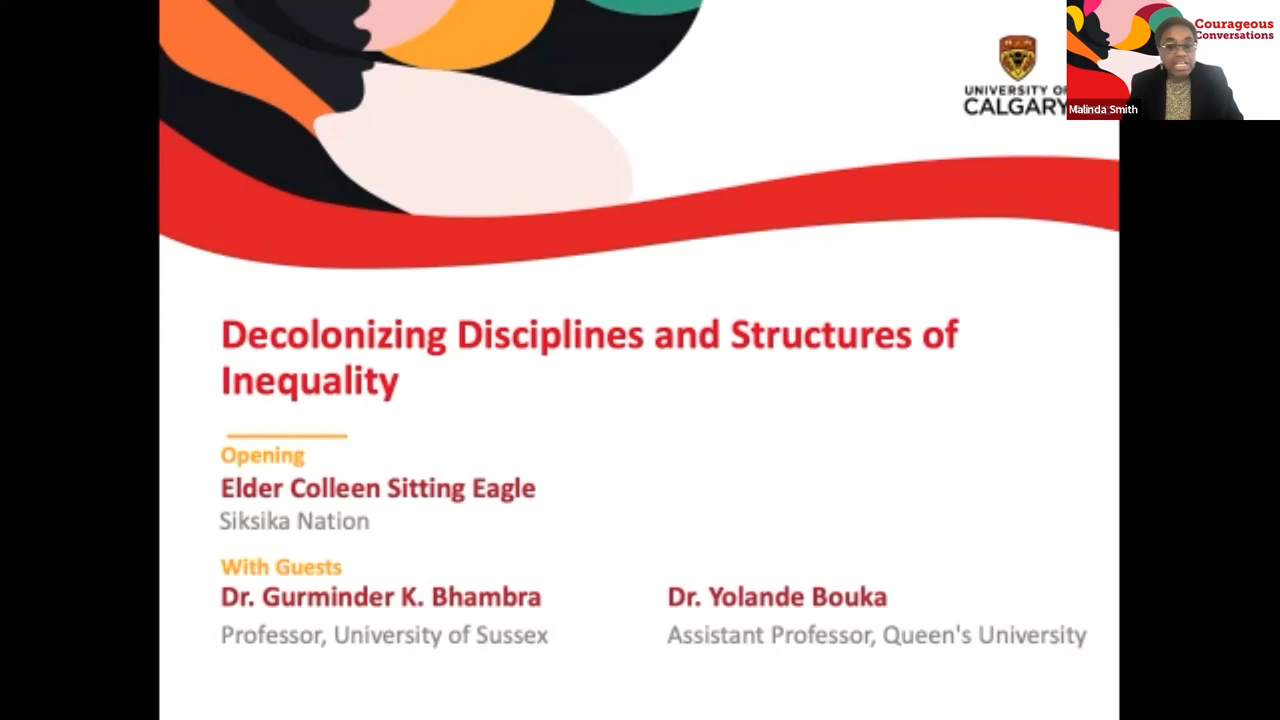 Courageous
Conversations
Malinda Smith
UNIVERSITY OF
CALGARY
Decolonizing Disciplines and Structures of
Inequality
Opening
Elder Colleen Sitting Eagle
Siksika Nation
With Guests
Dr. Gurminder K. Bhambra
Professor, University of Sussex
Dr. Yolande Bouka
Assistant Professor, Queen's University